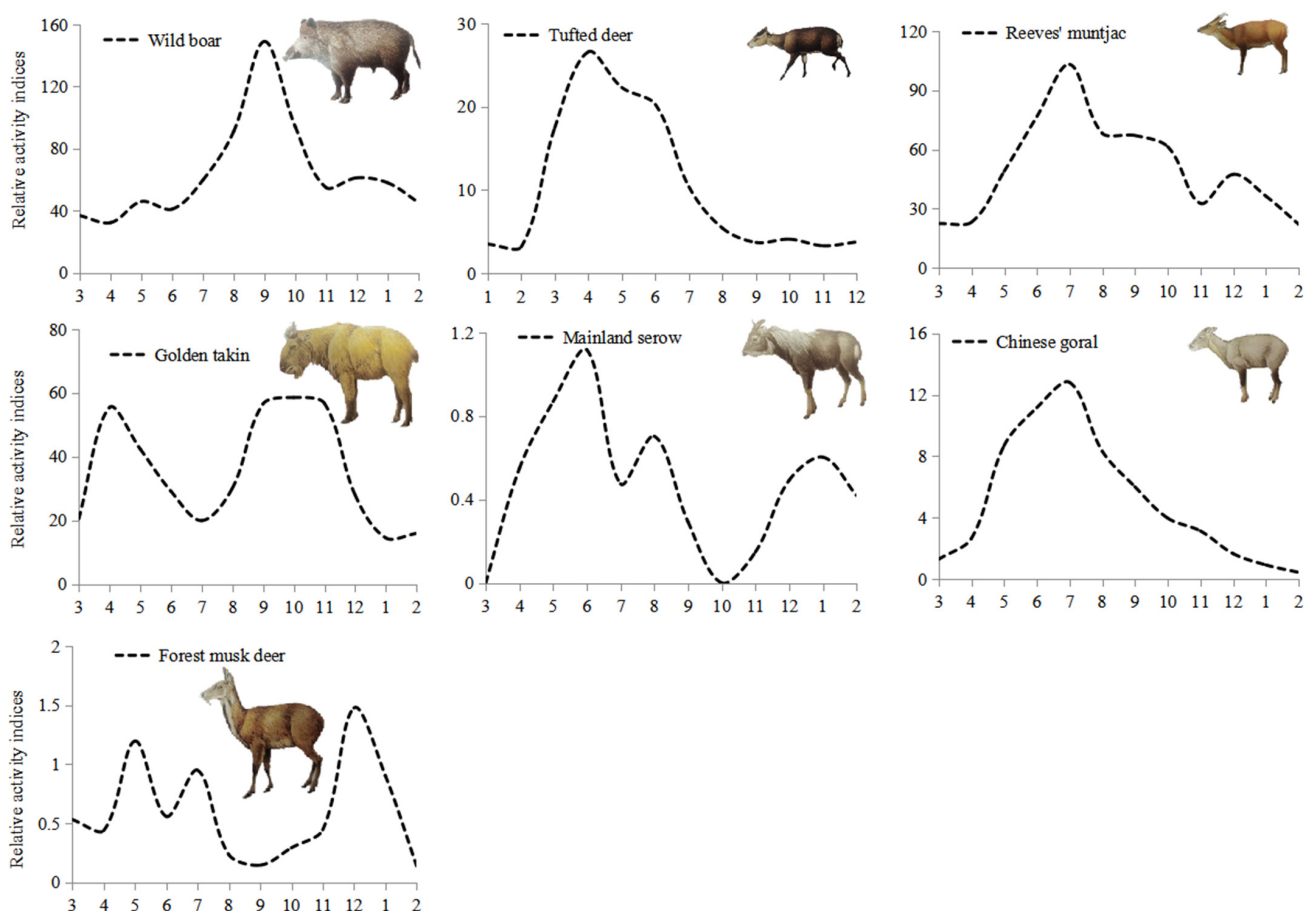 Wild boar
Relative activity indices
160
120
80
40
0
3 4 5 6 7 8 9 10 11 12 1 2
Tufted deer
30
20
10
0
1 2 3 4 5 6 7 8 9 10 11 12
Reeves' muntjac
120
90
60
30
0
3 4 5 6 7 8 9 10 11 12 1 2
Golden takin
Relative activity indices
80
60
40
20
0
3 4 5 6 7 8 9 10 11 12 1 2
Mainland serow
1.2
0.8
0.4
0
3 4 5 6 7 8 9 10 11 12 1 2
Chinese goral
16
12
8
4
0
3 4 5 6 7 8 9 10 11 12 1 2
Forest musk deer
Relative activity indices
2
1.5
1
0.5
0
3 4 5 6 7 8 9 10 11 12 1 2